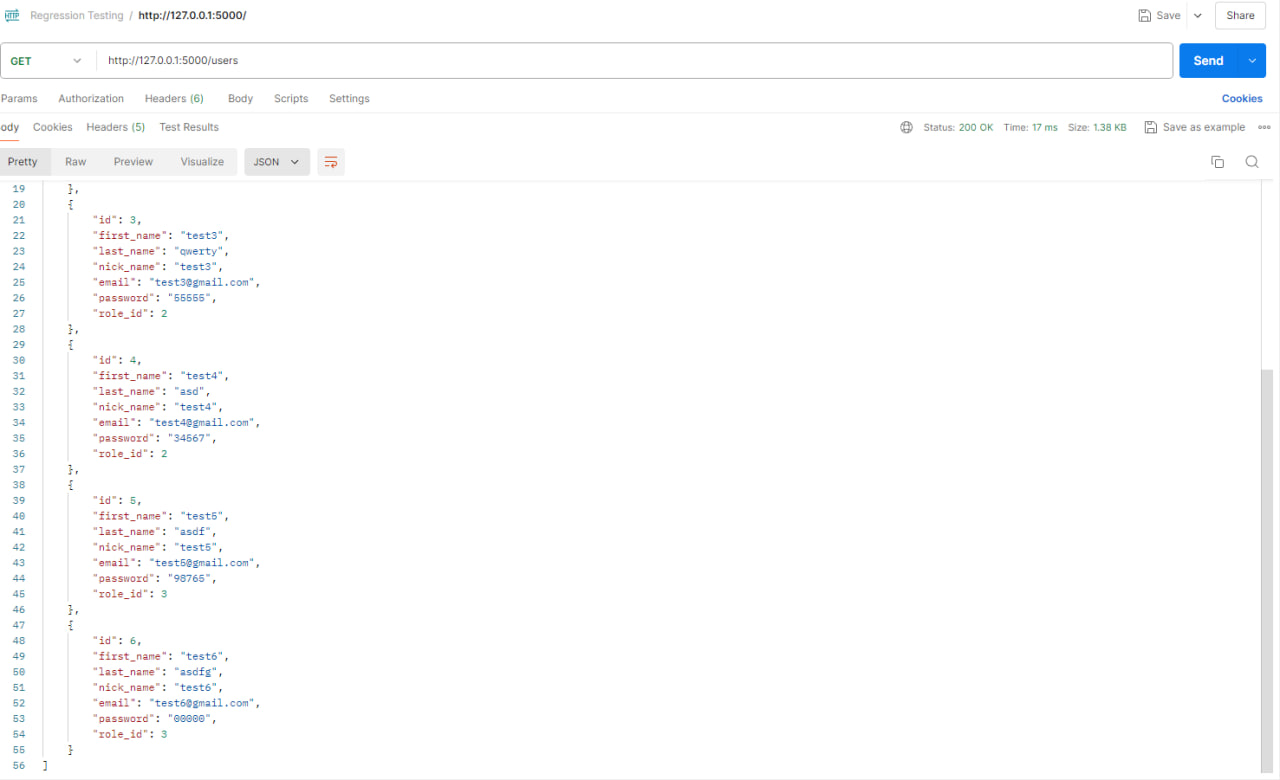 HTTP Regression Testing / http://127.0.0.1:5000/ Save Share
GET http://127.0.0.1:5000/users Send
Params Authorization Headers (6) Body Scripts Settings Cookies
ody Cookies Headers (5) Test Results Status: 200 OK Time: 17 ms Size: 1.38 KB Save as example
Pretty Raw Preview Visualize JSON
19 },
20 {
21 "id": 3,
22 "first_name": "test3",
23 "last_name": "qwerty",
24 "nick_name": "test3",
25 "email": "test3@gmail.com",
26 "password": "55555",
27 "role_id": 2
28 },
29 {
30 "id": 4,
31 "first_name": "test4",
32 "last_name": "asd",
33 "nick_name": "test4",
34 "email": "test4@gmail.com",
35 "password": "34567",
36 "role_id": 2
37 },
38 {
39 "id": 5,
40 "first_name": "test5",
41 "last_name": "asdf",
42 "nick_name": "test5",
43 "email": "test5@gmail.com",
44 "password": "98765",
45 "role_id": 3
46 },
47 {
48 "id": 6,
49 "first_name": "test6",
50 "last_name": "asdfg",
51 "nick_name": "test6",
52 "email": "test6@gmail.com",
53 "password": "00000",
54 "role_id": 3
55 }
56 ]